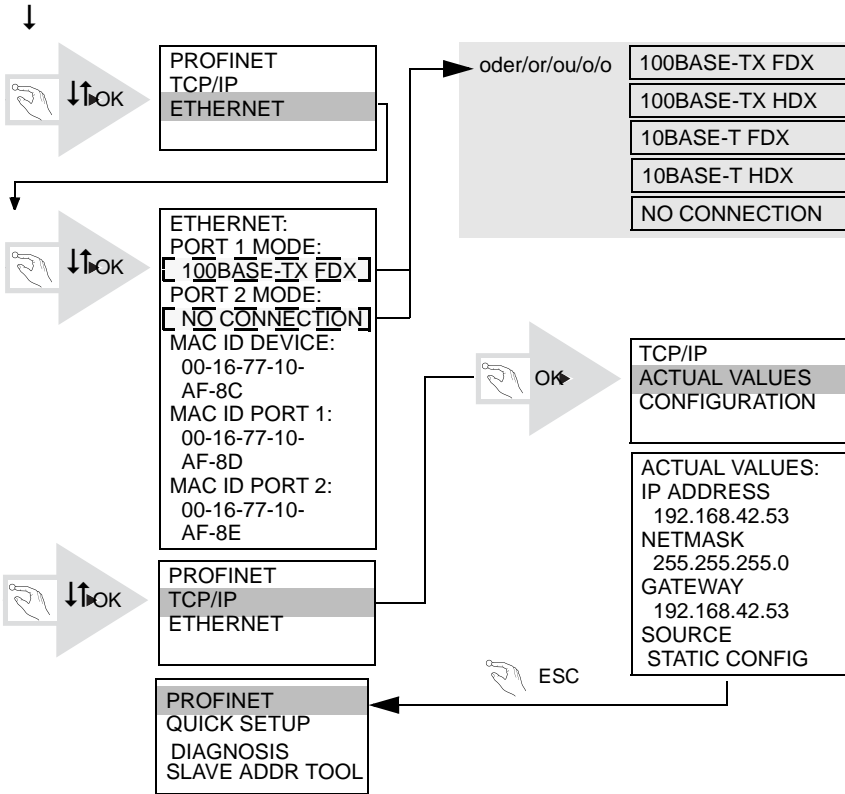 OK
PROFINET
TCP/IP
ETHERNET
oder/or/ou/o/o
100BASE-TX FDX
100BASE-TX HDX
10BASE-T FDX
10BASE-T HDX
NO CONNECTION
OK
ETHERNET:
PORT 1 MODE:
[ 100BASE-TX FDX ]
PORT 2 MODE:
[ NO CONNECTION ]
MAC ID DEVICE:
00-16-77-10-
AF-8C
MAC ID PORT 1:
00-16-77-10-
AF-8D
MAC ID PORT 2:
00-16-77-10-
AF-8E
OK
TCP/IP
ACTUAL VALUES
CONFIGURATION
ACTUAL VALUES:
IP ADDRESS
192.168.42.53
NETMASK
255.255.255.0
GATEWAY
192.168.42.53
SOURCE
STATIC CONFIG
OK
PROFINET
TCP/IP
ETHERNET
ESC
PROFINET
QUICK SETUP
DIAGNOSIS
SLAVE ADDR TOOL